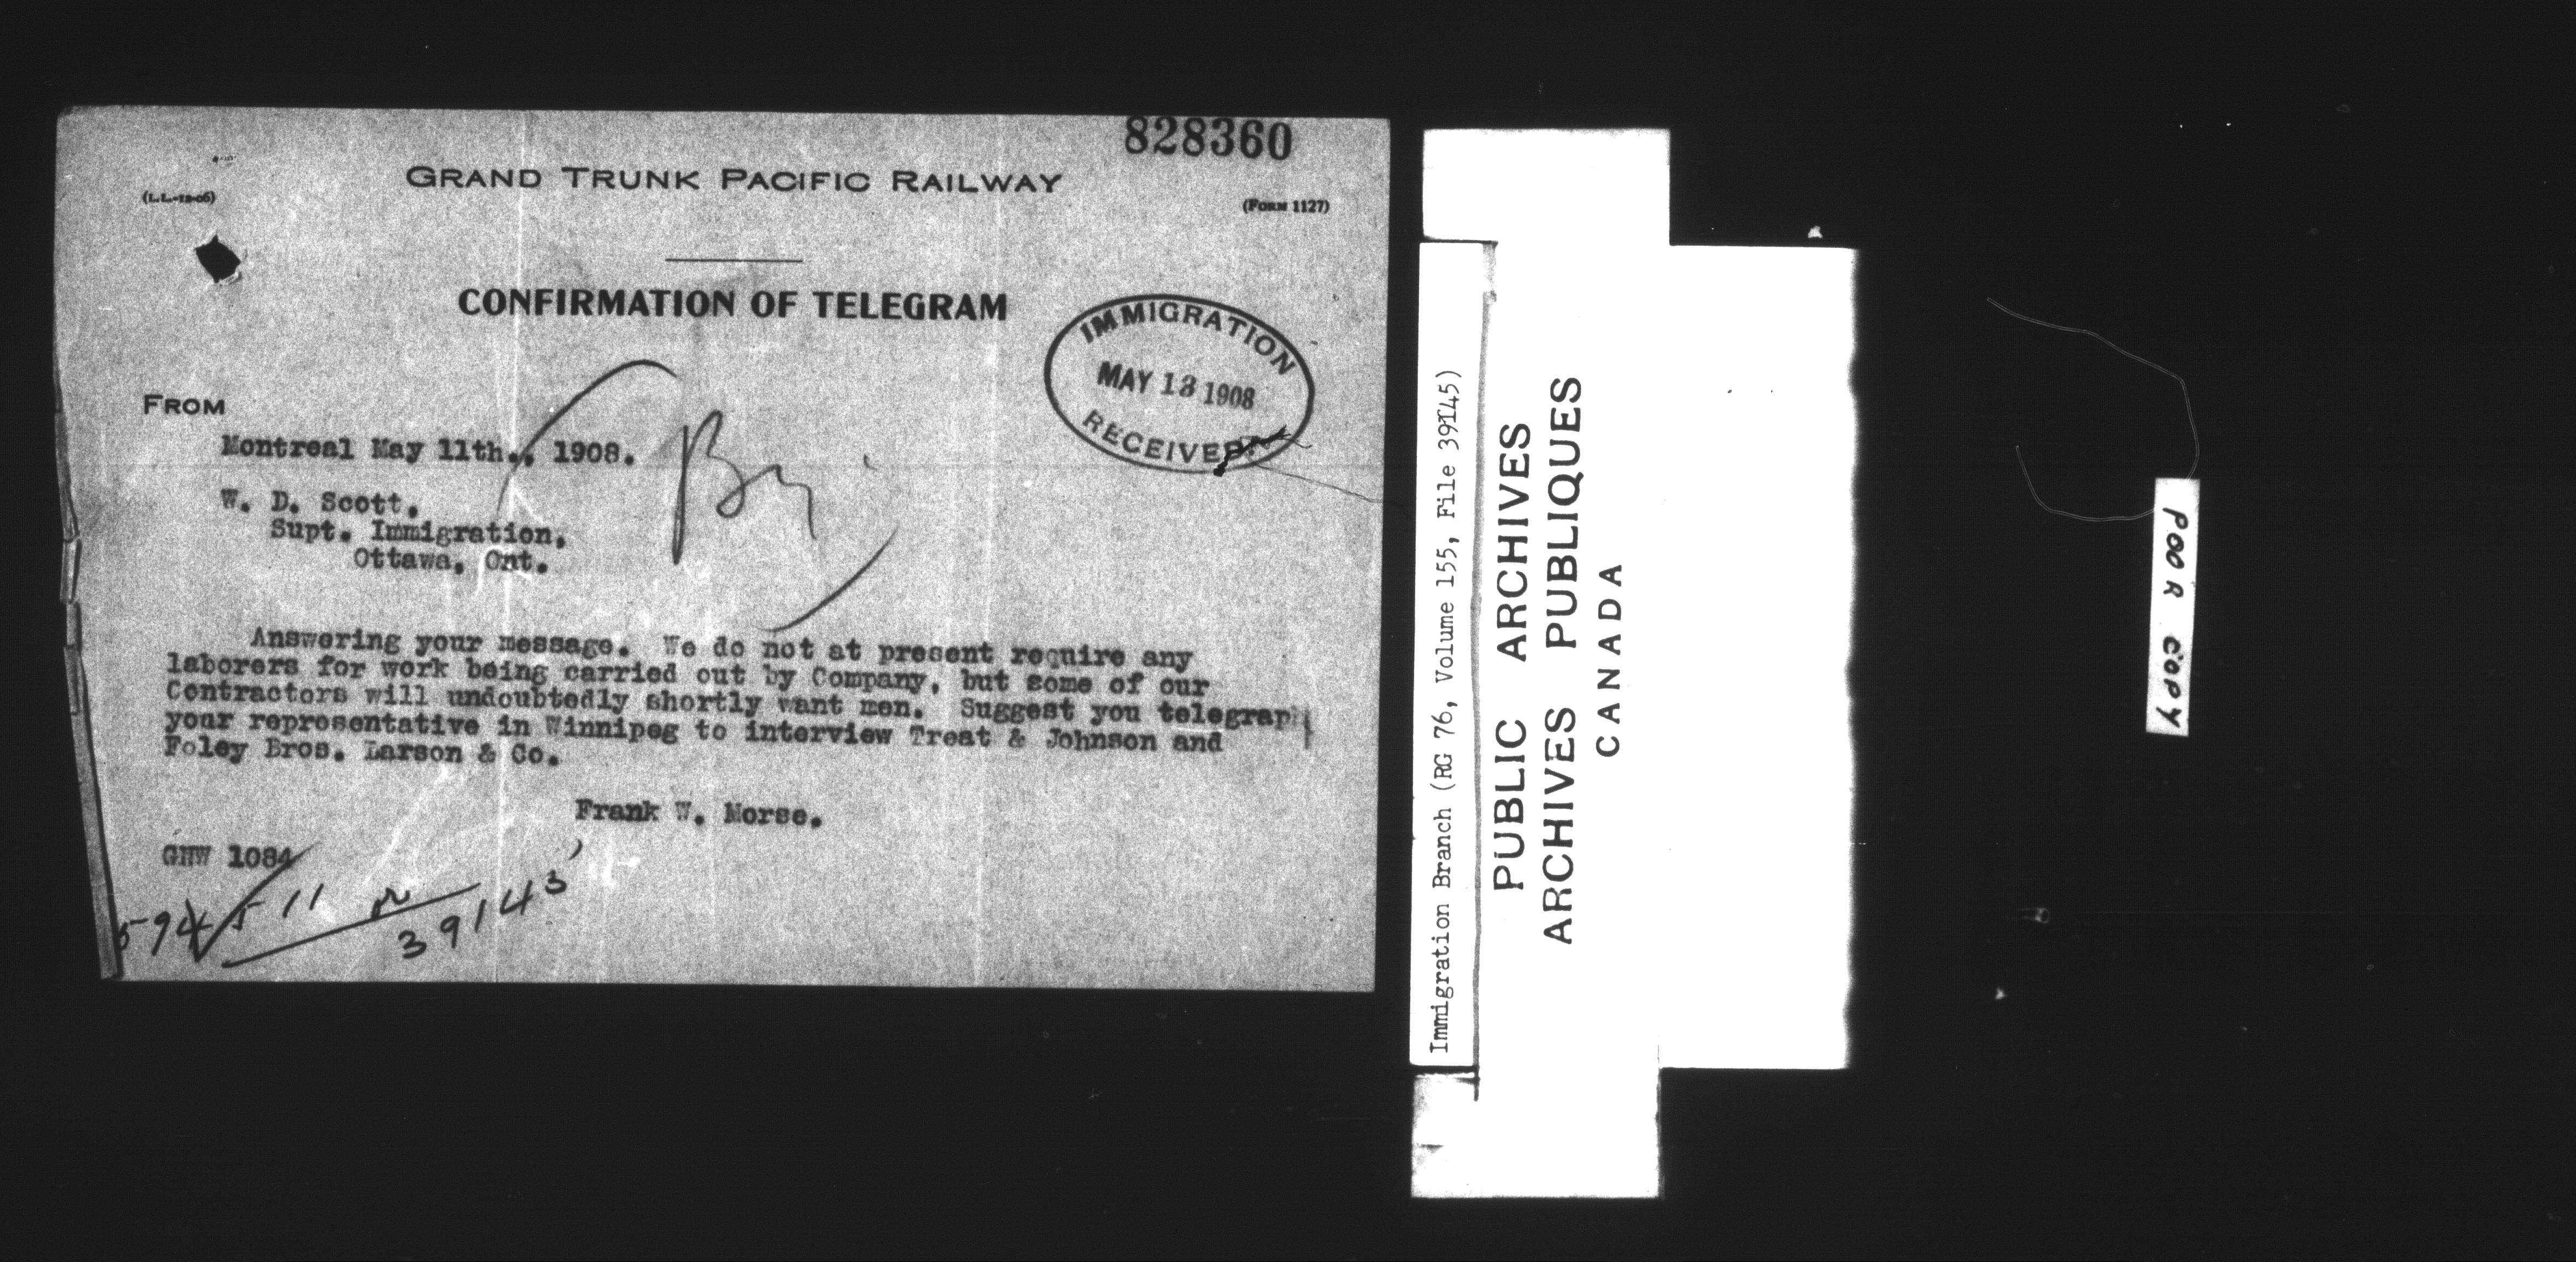 828360
GRAND TRUNK PACIFIC RAILWAY
(L.L.-12-06)
(FORM 1127)
CONFIRMATION OF TELEGRAM
IMMIGRATION
MAY 13 1908
RECEIVED
FROM
Montreal May 11th., 1908.
W. D. Scott,
Supt. Immigration,
Ottawa, Ont.
Answering your message. We do not at present require any
laborers for work being carried out by Company, but some of our
Contractors will undoubtedly shortly want men. Suggest you telegraph
your representative in Winnipeg to interview Treat & Johnson and
Foley Bros. Larson & Co.
Frank W. Morse.
GHW 1084
594
5 11
39143
Immigration Branch (RG 76, Volume 155, File 39145)
PUBLIC ARCHIVES
ARCHIVES PUBLIQUES
CANADA
POOR COPY